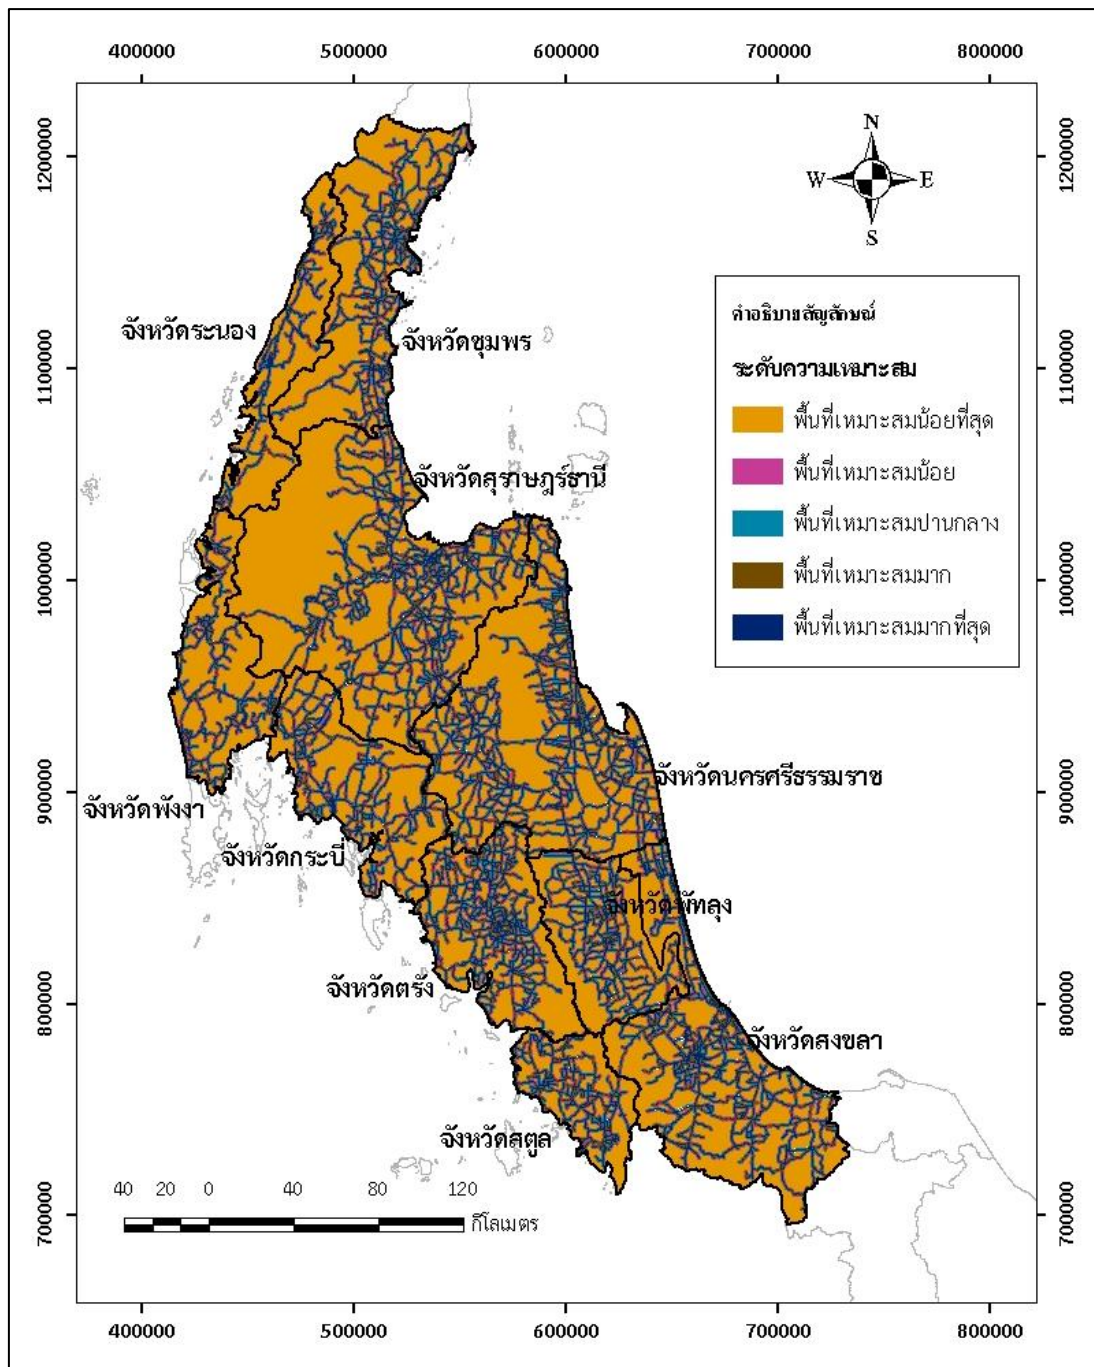 400000 500000 600000 700000 800000
1200000
1200000
N
W
E
S
คำอธิบายสัญลักษณ์
ระดับความเหมาะสม
พื้นที่เหมาะสมน้อยที่สุด
พื้นที่เหมาะสมน้อย
พื้นที่เหมาะสมปานกลาง
พื้นที่เหมาะสมมาก
พื้นที่เหมาะสมมากที่สุด
จังหวัดระนอง
จังหวัดชุมพร
1100000
1100000
จังหวัดสุราษฎร์ธานี
1000000
1000000
จังหวัดนครศรีธรรมราช
900000
900000
จังหวัดพังงา
จังหวัดกระบี่
จังหวัดพัทลุง
จังหวัดตรัง
800000
800000
จังหวัดสงขลา
จังหวัดสตูล
40 20 0 40 80 120
กิโลเมตร
700000
700000
400000 500000 600000 700000 800000